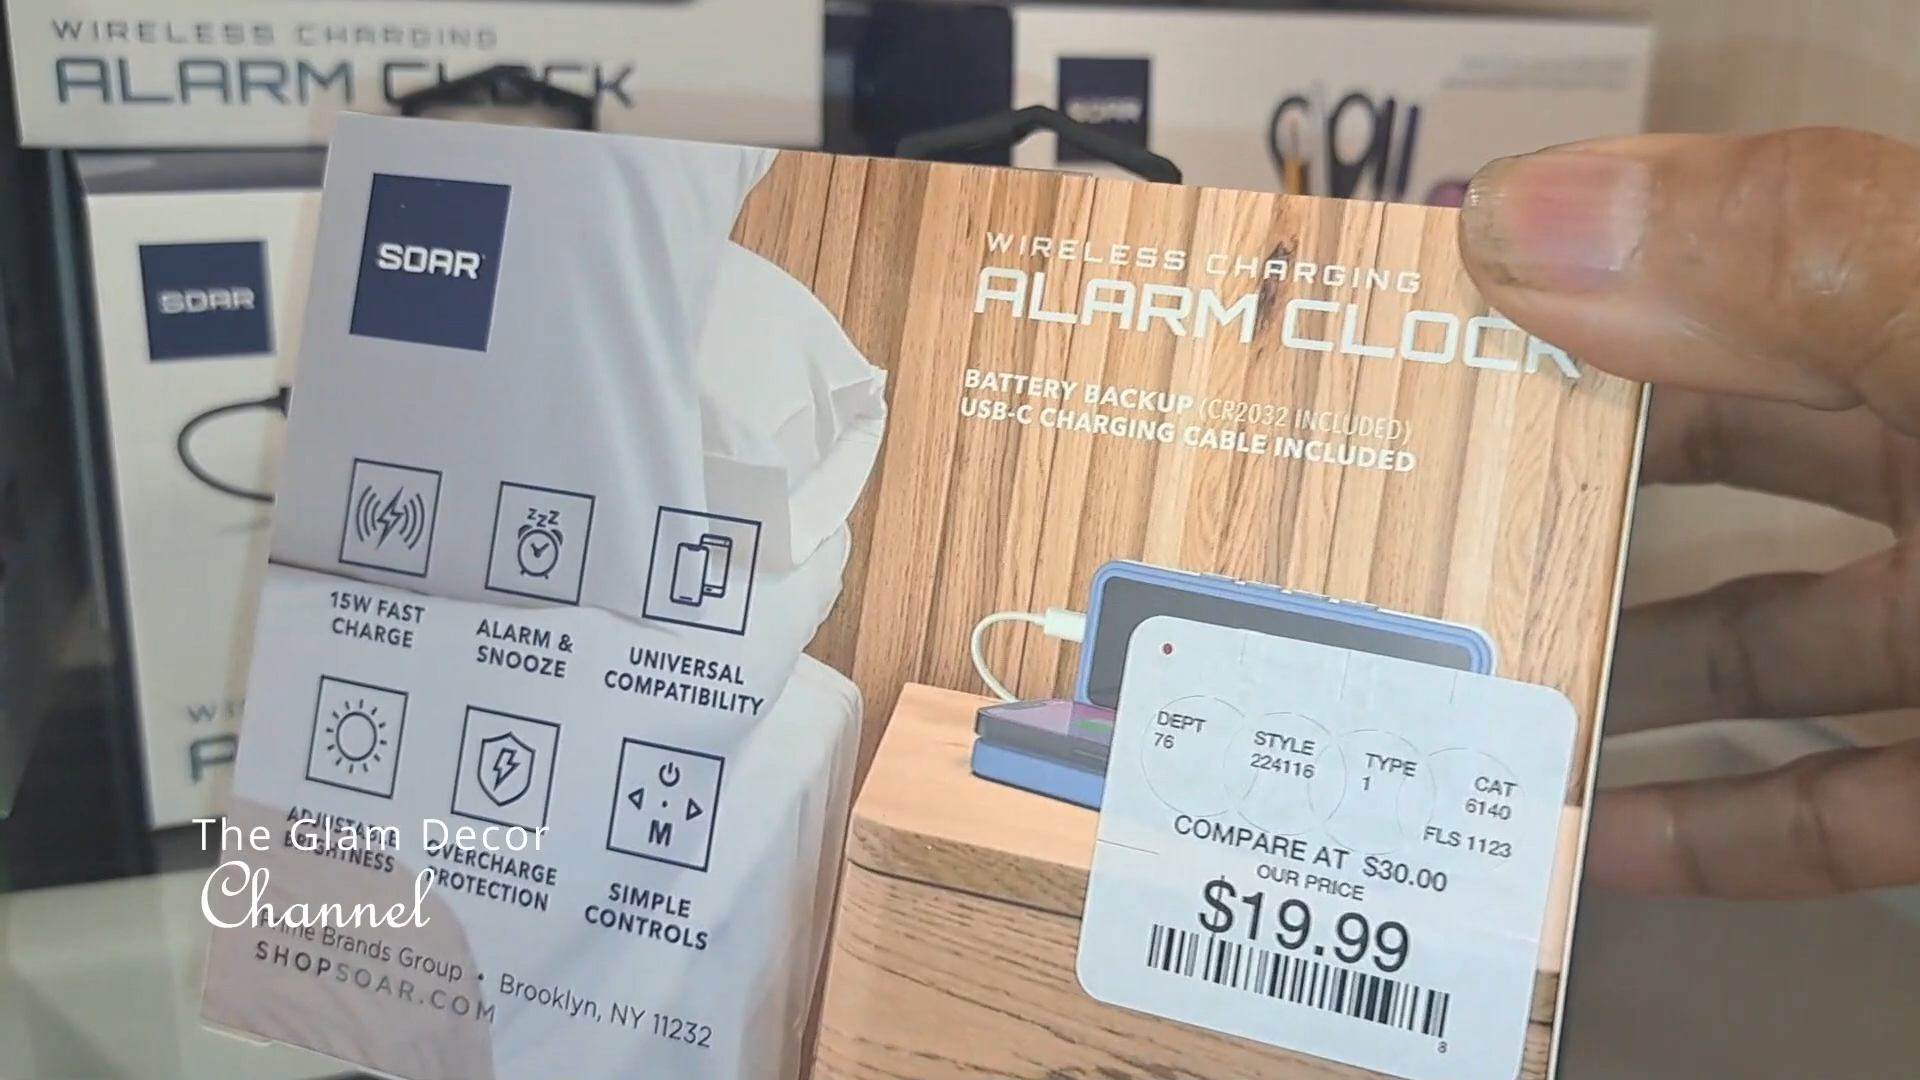 WIRELESS CHARGING
ALARM CLOCK
SOAR
SOAR
SOAR
WIRELESS CHARGING
ALARM CLOCK
BATTERY BACKUP (CR2032 INCLUDED)
USB-C CHARGING CABLE INCLUDED
15W FAST
CHARGE
ZZZ
ALARM &
SNOOZE
UNIVERSAL
COMPATIBILITY
ADJUSTABLE
BRIGHTNESS
OVERCHARGE
PROTECTION
M
SIMPLE
CONTROLS
Brands Group • Brooklyn, NY 11232
SHOPSOAR.COM
DEPT
76
STYLE
224116
TYPE
1
CAT
6140
FLS 1123
COMPARE AT $30.00
OUR PRICE
$19.99
8
The Glam Decor
Channel